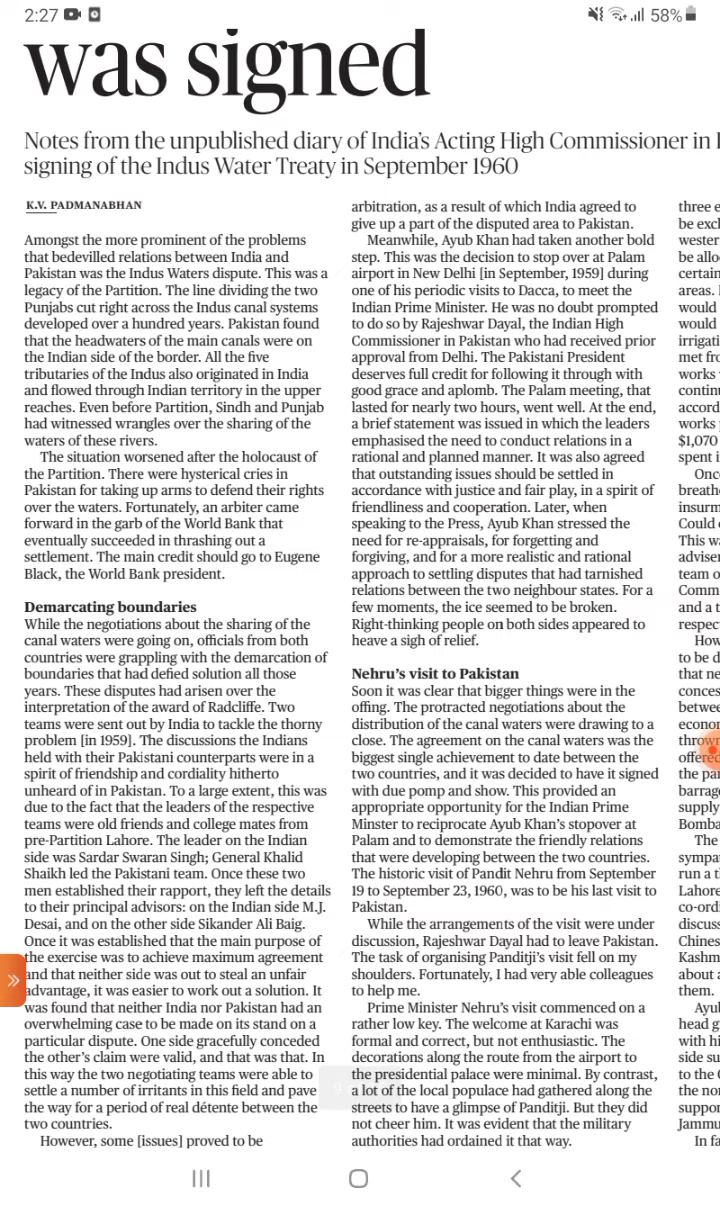 2:27
58%
was signed
Notes from the unpublished diary of India's Acting High Commissioner in
signing of the Indus Water Treaty in September 1960
K.V. PADMANABHAN
Amongst the more prominent of the problems
that bedevilled relations between India and
Pakistan was the Indus Waters dispute. This was a
legacy of the Partition. The line dividing the two
Punjabs cut right across the Indus canal systems
developed over a hundred years. Pakistan found
that the headwaters of the main canals were on
the Indian side of the border. All the five
tributaries of the Indus also originated in India
and flowed through Indian territory in the upper
reaches. Even before Partition, Sindh and Punjab
had witnessed wrangles over the sharing of the
waters of these rivers.
The situation worsened after the holocaust of
the Partition. There were hysterical cries in
Pakistan for taking up arms to defend their rights
over the waters. Fortunately, an arbiter came
forward in the garb of the World Bank that
eventually succeeded in thrashing out a
settlement. The main credit should go to Eugene
Black, the World Bank president.
Demarcating boundaries
While the negotiations about the sharing of the
canal waters were going on, officials from both
countries were grappling with the demarcation of
boundaries that had defied solution all those
years. These disputes had arisen over the
interpretation of the award of Radcliffe. Two
teams were sent out by India to tackle the thorny
problem [in 1959]. The discussions the Indians
held with their Pakistani counterparts were in a
spirit of friendship and cordiality hitherto
unheard of in Pakistan. To a large extent, this was
due to the fact that the leaders of the respective
teams were old friends and college mates from
pre-Partition Lahore. The leader on the Indian
side was Sardar Swaran Singh; General Khalid
Shaikh led the Pakistani team. Once these two
men established their rapport, they left the details
to their principal advisors: on the Indian side M.J.
Desai, and on the other side Sikander Ali Baig.
Once it was established that the main purpose of
the exercise was to achieve maximum agreement
and that neither side was out to steal an unfair
advantage, it was easier to work out a solution. It
was found that neither India nor Pakistan had an
overwhelming case to be made on its stand on a
particular dispute. One side gracefully conceded
the other's claim were valid, and that was that. In
this way the two negotiating teams were able to
settle a number of irritants in this field and pave
the way for a period of real détente between the
two countries.
However, some [issues] proved to be
arbitration, as a result of which India agreed to
give up a part of the disputed area to Pakistan.
Meanwhile, Ayub Khan had taken another bold
step. This was the decision to stop over at Palam
airport in New Delhi [in September, 1959] during
one of his periodic visits to Dacca, to meet the
Indian Prime Minister. He was no doubt prompted
to do so by Rajeshwar Dayal, the Indian High
Commissioner in Pakistan who had received prior
approval from Delhi. The Pakistani President
deserves full credit for following it through with
good grace and aplomb. The Palam meeting, that
lasted for nearly two hours, went well. At the end,
a brief statement was issued in which the leaders
emphasised the need to conduct relations in a
rational and planned manner. It was also agreed
that outstanding issues should be settled in
accordance with justice and fair play, in a spirit of
friendliness and cooperation. Later, when
speaking to the Press, Ayub Khan stressed the
need for re-appraisals, for forgetting and
forgiving, and for a more realistic and rational
approach to settling disputes that had tarnished
relations between the two neighbour states. For a
few moments, the ice seemed to be broken.
Right-thinking people on both sides appeared to
heave a sigh of relief.
Nehru's visit to Pakistan
Soon it was clear that bigger things were in the
offing. The protracted negotiations about the
distribution of the canal waters were drawing to a
close. The agreement on the canal waters was the
biggest single achievement to date between the
two countries, and it was decided to have it signed
with due pomp and show. This provided an
appropriate opportunity for the Indian Prime
Minster to reciprocate Ayub Khan's stopover at
Palam and to demonstrate the friendly relations
that were developing between the two countries.
The historic visit of Pandit Nehru from September
19 to September 23, 1960, was to be his last visit to
Pakistan.
While the arrangements of the visit were under
discussion, Rajeshwar Dayal had to leave Pakistan.
The task of organising Panditji's visit fell on my
shoulders. Fortunately, I had very able colleagues
to help me.
Prime Minister Nehru's visit commenced on a
rather low key. The welcome at Karachi was
formal and correct, but not enthusiastic. The
decorations along the route from the airport to
the presidential palace were minimal. By contrast,
a lot of the local populace had gathered along the
streets to have a glimpse of Panditji. But they did
not cheer him. It was evident that the military
authorities had ordained it that way.
three
be
be
certain
areas.
would
would
met
works
works
$1,070
spent
Could
This
team
and a
to be
that
the
supply
The
run a
Lahore
about a
them.
head
with
side
to the
the
In